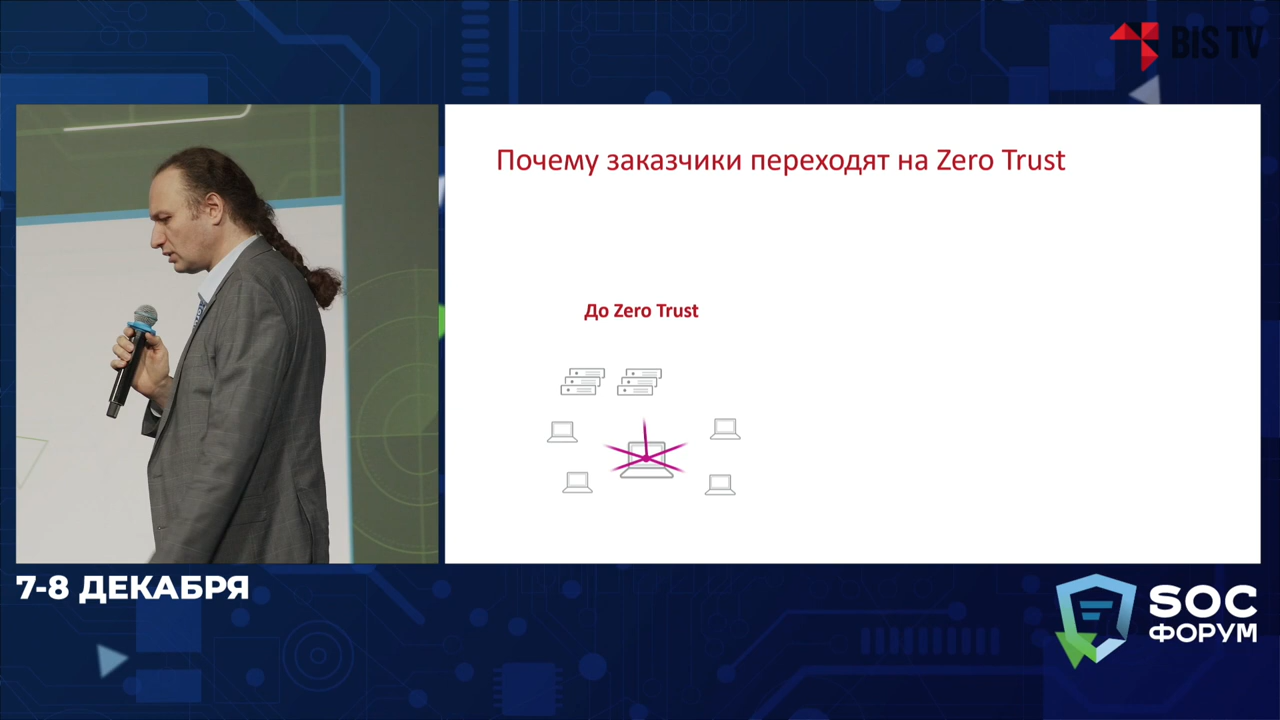 BIS TV
Почему заказчики переходят на Zero Trust
До Zero Trust
7-8 ДЕКАБРЯ
SOC
ФОРУМ